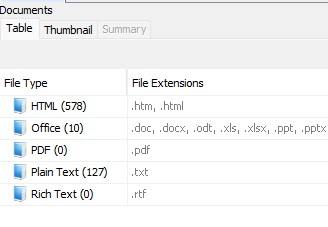 Documents
Table Thumbnail Summary
File Type File Extensions
HTML (578) .htm, .html
Office (10) .doc, .docx, .odt, .xls, .xlsx, .ppt, .pptx
PDF (0) .pdf
Plain Text (127) .txt
Rich Text (0) .rtf